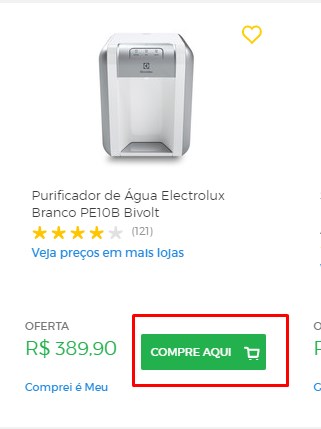 Purificador de Água Electrolux
Branco PE10B Bivolt
(121)
Veja preços em mais lojas
OFERTA
R$ 389,90
COMPRE AQUI
Comprei é Meu